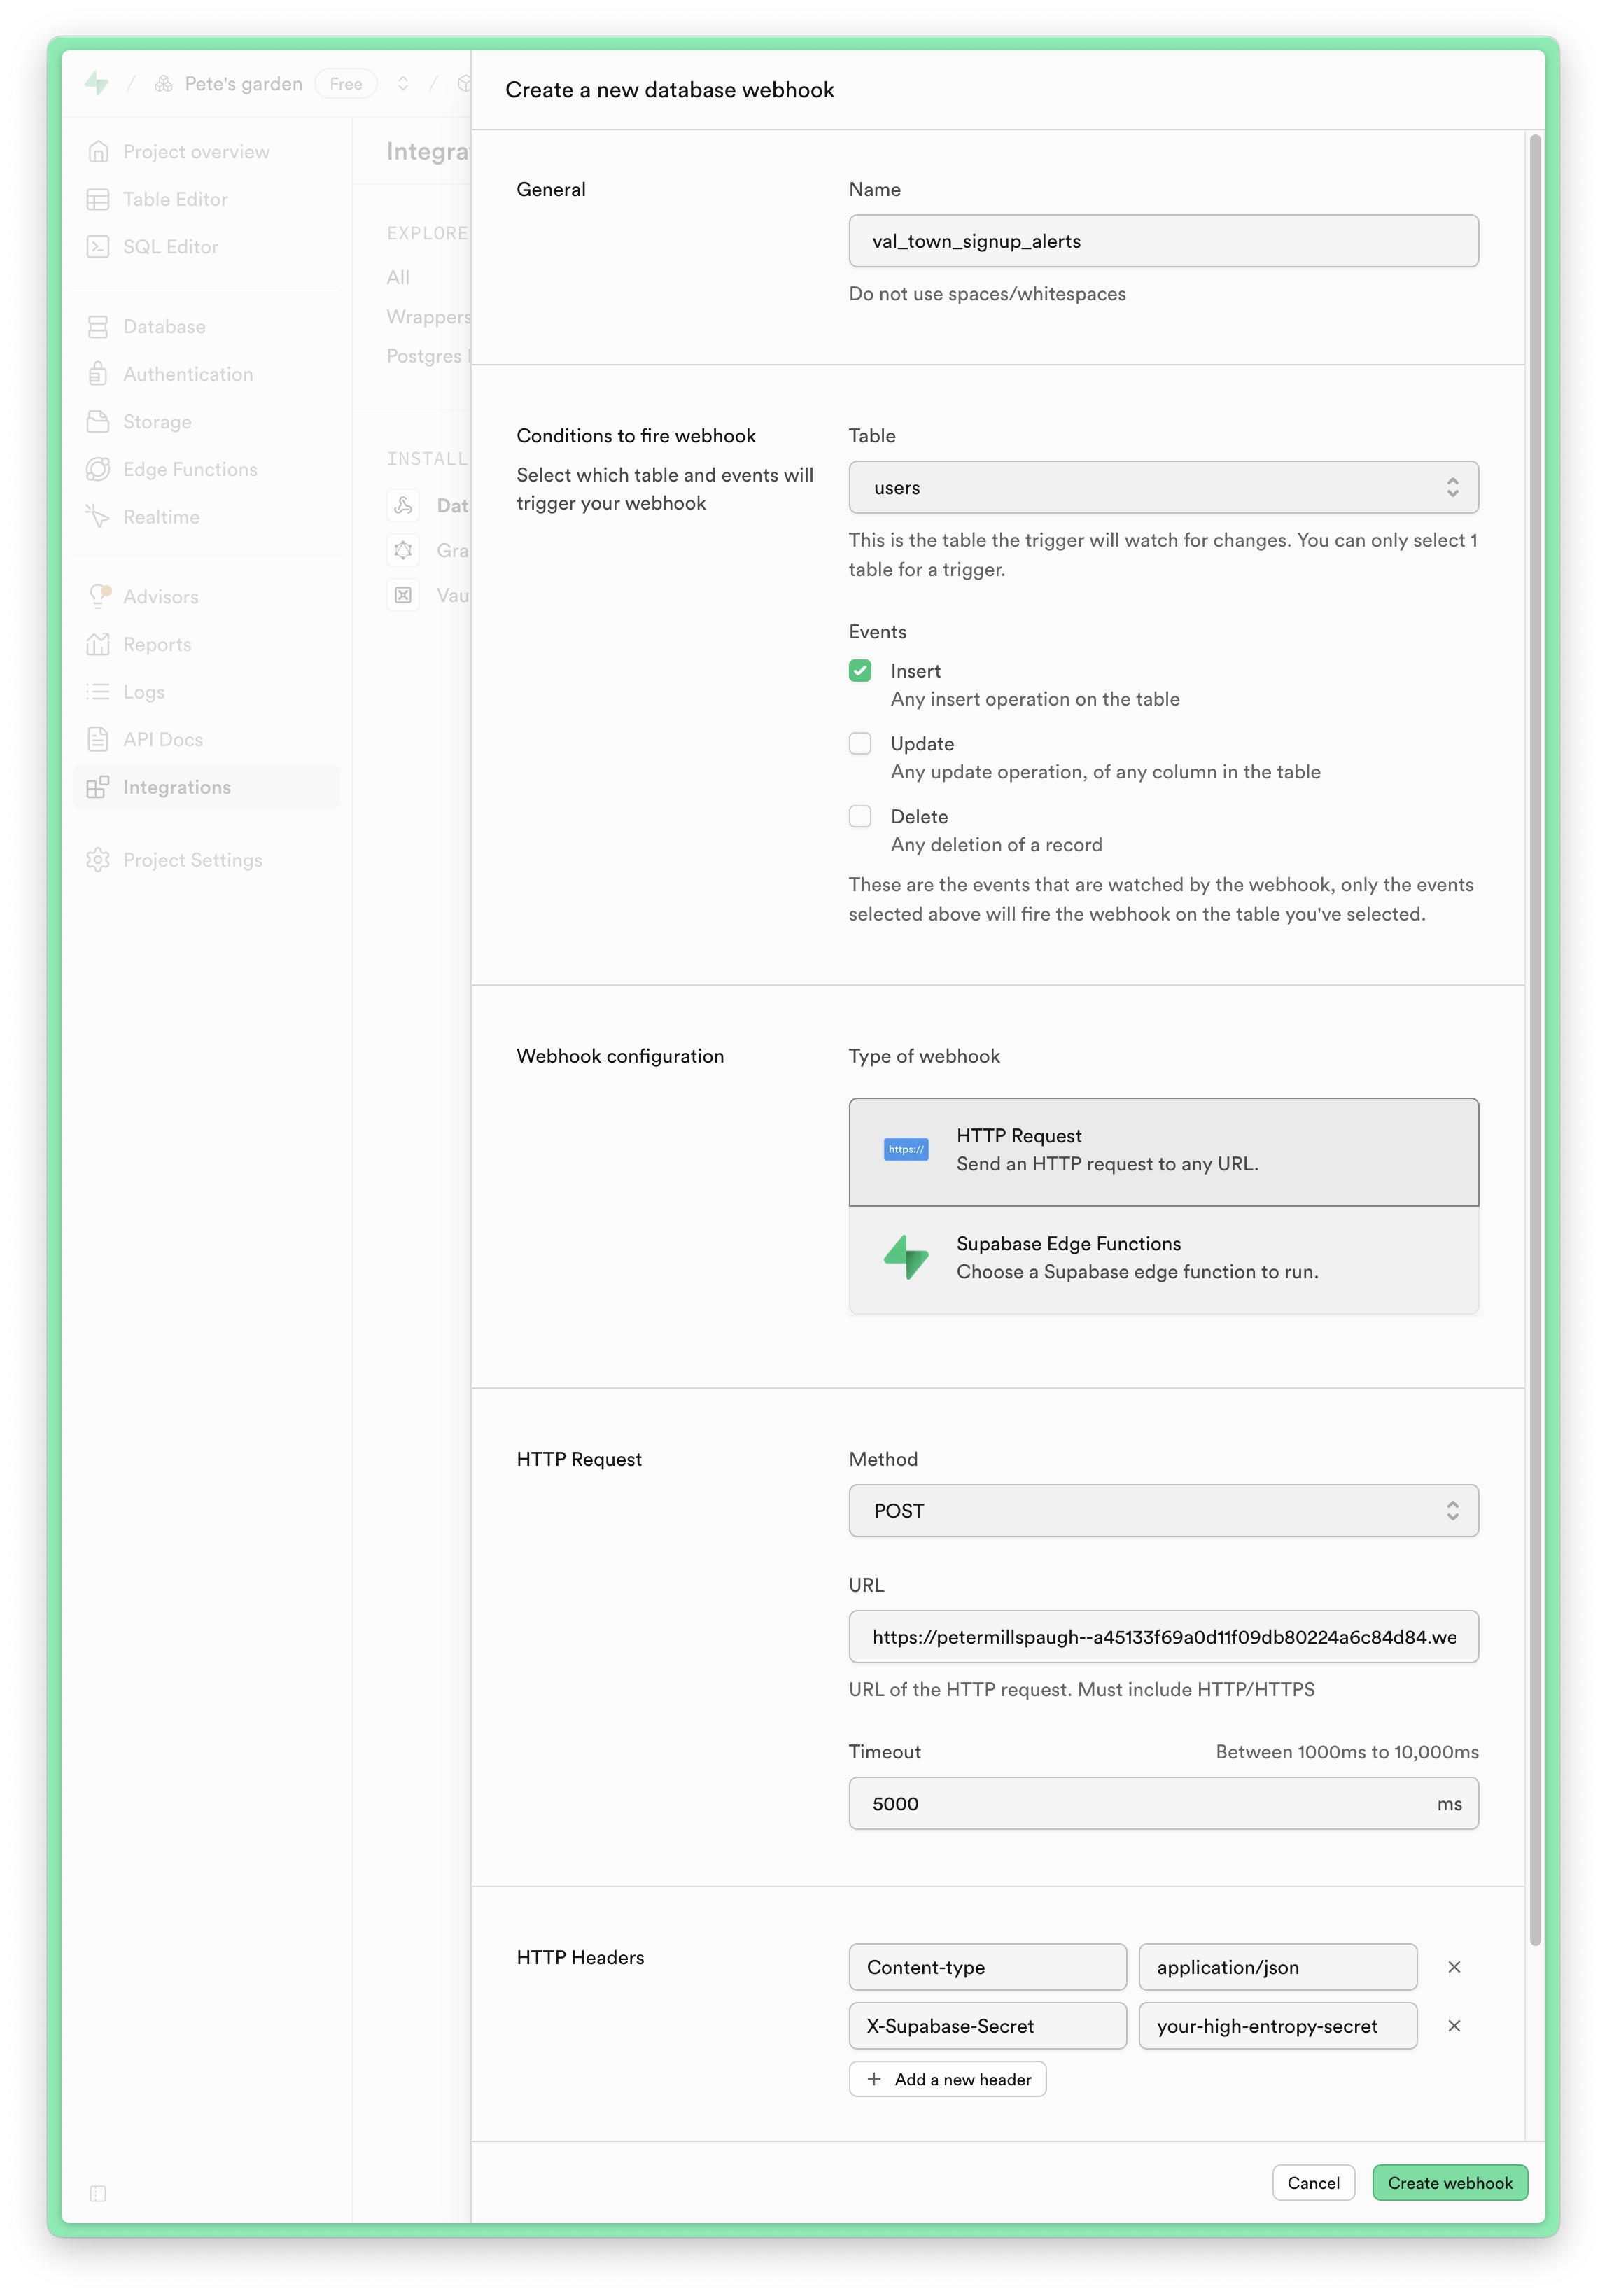 / Pete's garden Free /
Project overview
Table Editor
SQL Editor
Database
Authentication
Storage
Edge Functions
Realtime
Advisors
Reports
Logs
API Docs
Integrations
Project Settings
EXPLORE
All
Wrappers
Postgres
INSTALL
Create a new database webhook
General
Name
val_town_signup_alerts
Do not use spaces/whitespaces
Conditions to fire webhook
Select which table and events will
trigger your webhook
Table
users
This is the table the trigger will watch for changes. You can only select 1
table for a trigger.
Events
Insert
Any insert operation on the table
Update
Any update operation, of any column in the table
Delete
Any deletion of a record
These are the events that are watched by the webhook, only the events
selected above will fire the webhook on the table you've selected.
Webhook configuration
Type of webhook
https://
HTTP Request
Send an HTTP request to any URL.
Supabase Edge Functions
Choose a Supabase edge function to run.
HTTP Request
Method
POST
URL
https://petermillspaugh--a45133f69a0d11f09db80224a6c84d84.we
URL of the HTTP request. Must include HTTP/HTTPS
Timeout
Between 1000ms to 10,000ms
5000 ms
HTTP Headers
Content-type application/json
X-Supabase-Secret your-high-entropy-secret
Add a new header
Cancel Create webhook